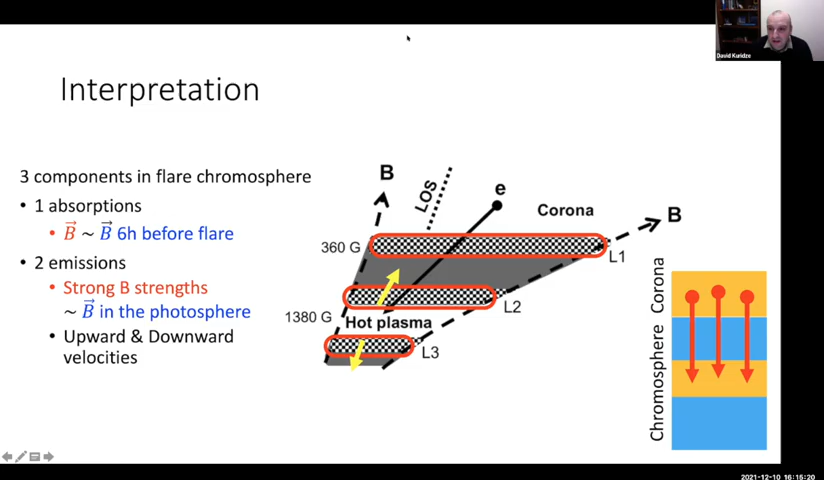 David Kuridze
Interpretation
3 components in flare chromosphere
• 1 absorptions
• B⃗ ~ B⃗ 6h before flare
• 2 emissions
• Strong B strengths
~ B⃗ in the photosphere
• Upward & Downward
velocities
B
LOS
e
Corona
B
360 G
L1
1380 G
L2
Hot plasma
L3
Corona
Chromosphere
2021-12-10 16:15:20